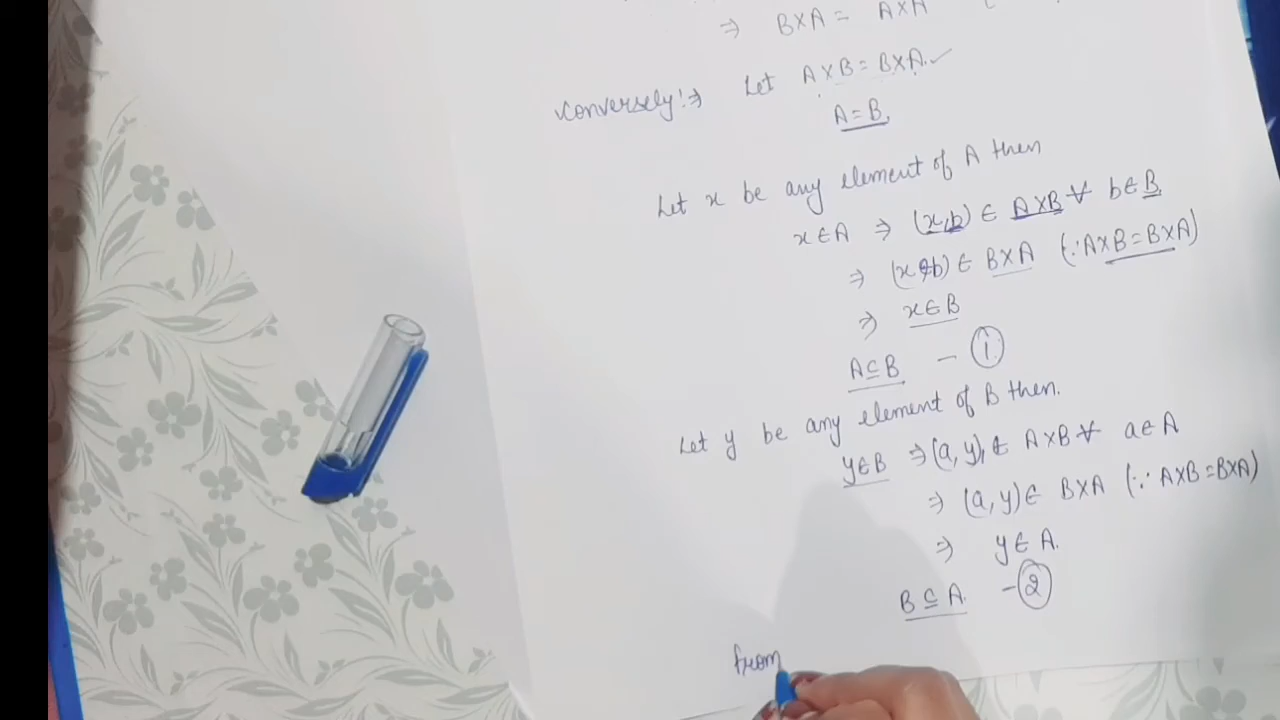 ⇒ B×A = A×A (
Conversely:⇒ Let A×B = B×A.✓
A=B.
Let x be any element of A then
x∈A ⇒ (x,b) ∈ A×B ∀ b∈B
⇒ (x,b) ∈ B×A (∵A×B=B×A)
⇒ x∈B
A⊆B - ①
Let y be any element of B then.
y∈B ⇒ (a,y) ∈ A×B ∀ a∈A
⇒ (a,y) ∈ B×A (∵ A×B=B×A)
⇒ y∈A.
B⊆A. - ②
from